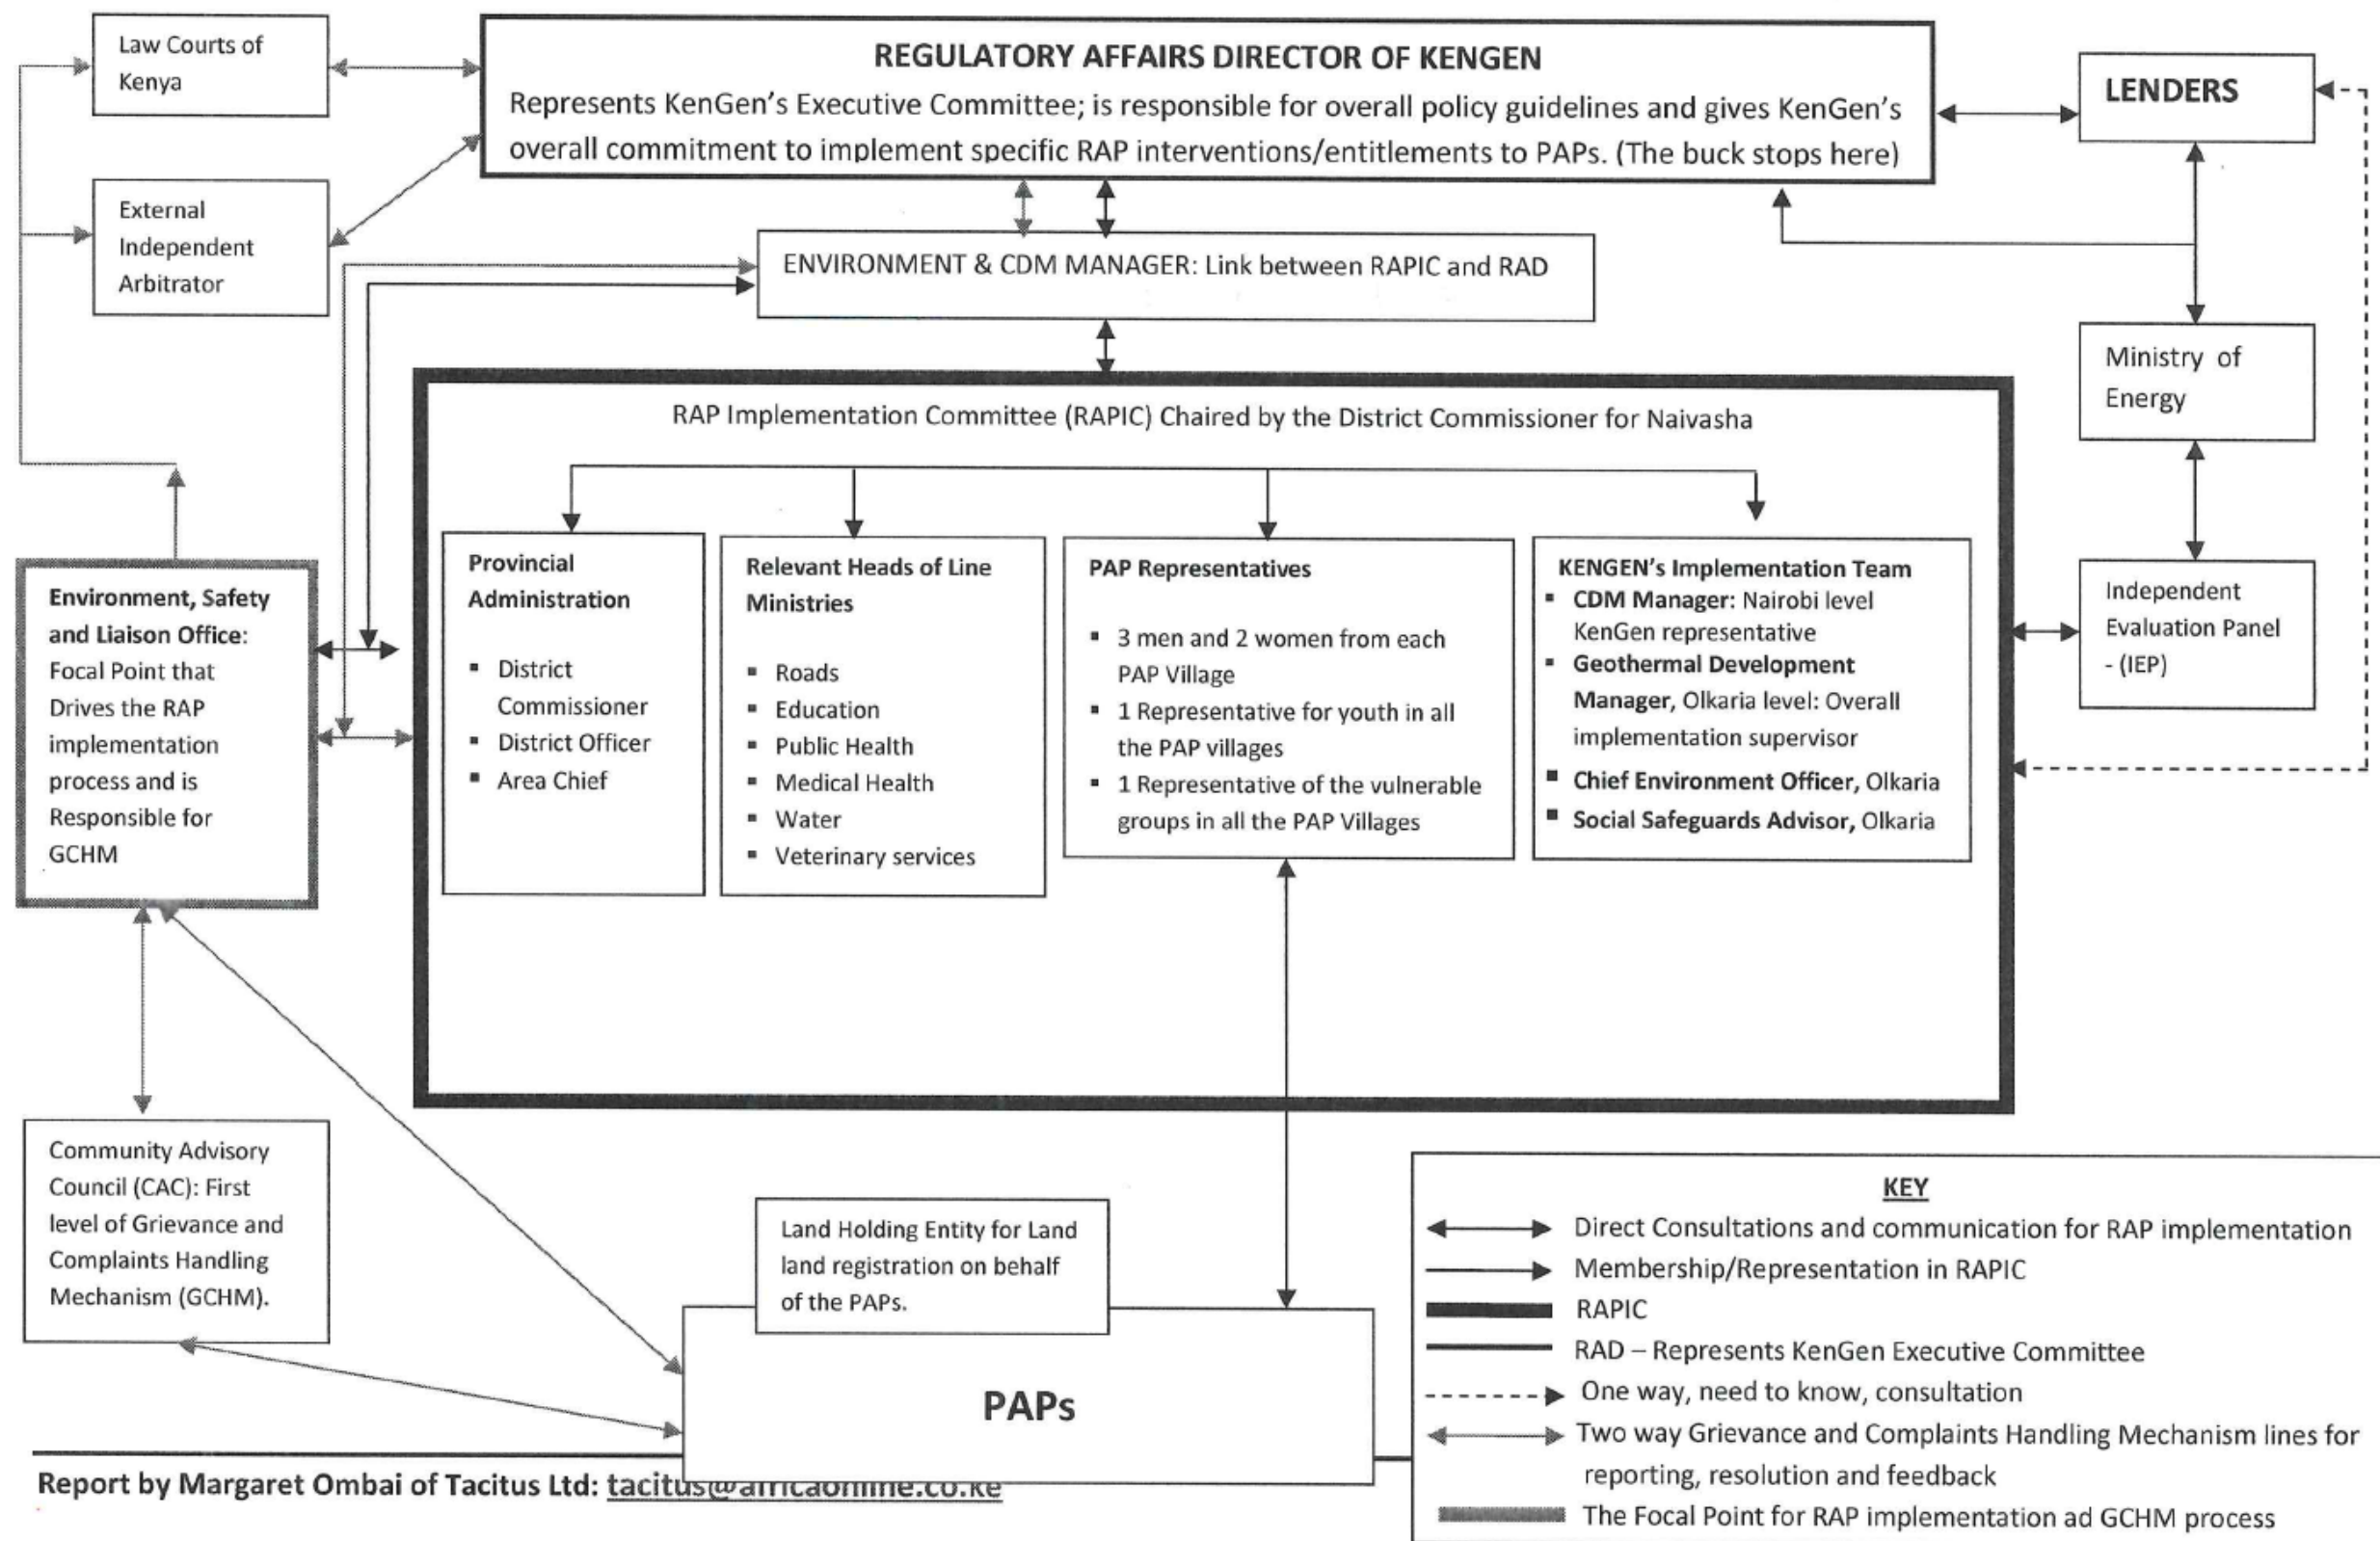 Law Courts of
Kenya
REGULATORY AFFAIRS DIRECTOR OF KENGEN
Represents KenGen's Executive Committee; is responsible for overall policy guidelines and gives KenGen's
overall commitment to implement specific RAP interventions/entitlements to PAPs. (The buck stops here)
LENDERS
External
Independent
Arbitrator
ENVIRONMENT & CDM MANAGER: Link between RAPIC and RAD
Ministry of
Energy
RAP Implementation Committee (RAPIC) Chaired by the District Commissioner for Naivasha
Environment, Safety
and Liaison Office:
Focal Point that
Drives the RAP
implementation
process and is
Responsible for
GCHM
Provincial
Administration
▪ District
Commissioner
▪ District Officer
▪ Area Chief
Relevant Heads of Line
Ministries
▪ Roads
▪ Education
▪ Public Health
▪ Medical Health
▪ Water
▪ Veterinary services
PAP Representatives
▪ 3 men and 2 women from each
PAP Village
▪ 1 Representative for youth in all
the PAP villages
▪ 1 Representative of the vulnerable
groups in all the PAP Villages
KENGEN's Implementation Team
▪ CDM Manager: Nairobi level
KenGen representative
▪ Geothermal Development
Manager, Olkaria level: Overall
implementation supervisor
▪ Chief Environment Officer, Olkaria
▪ Social Safeguards Advisor, Olkaria
Independent
Evaluation Panel
- (IEP)
Community Advisory
Council (CAC): First
level of Grievance and
Complaints Handling
Mechanism (GCHM).
Land Holding Entity for Land
land registration on behalf
of the PAPs.
PAPs
KEY
Direct Consultations and communication for RAP implementation
Membership/Representation in RAPIC
RAPIC
RAD – Represents KenGen Executive Committee
One way, need to know, consultation
Two way Grievance and Complaints Handling Mechanism lines for
reporting, resolution and feedback
The Focal Point for RAP implementation ad GCHM process
Report by Margaret Ombai of Tacitus Ltd: tacitus@africaonline.co.ke